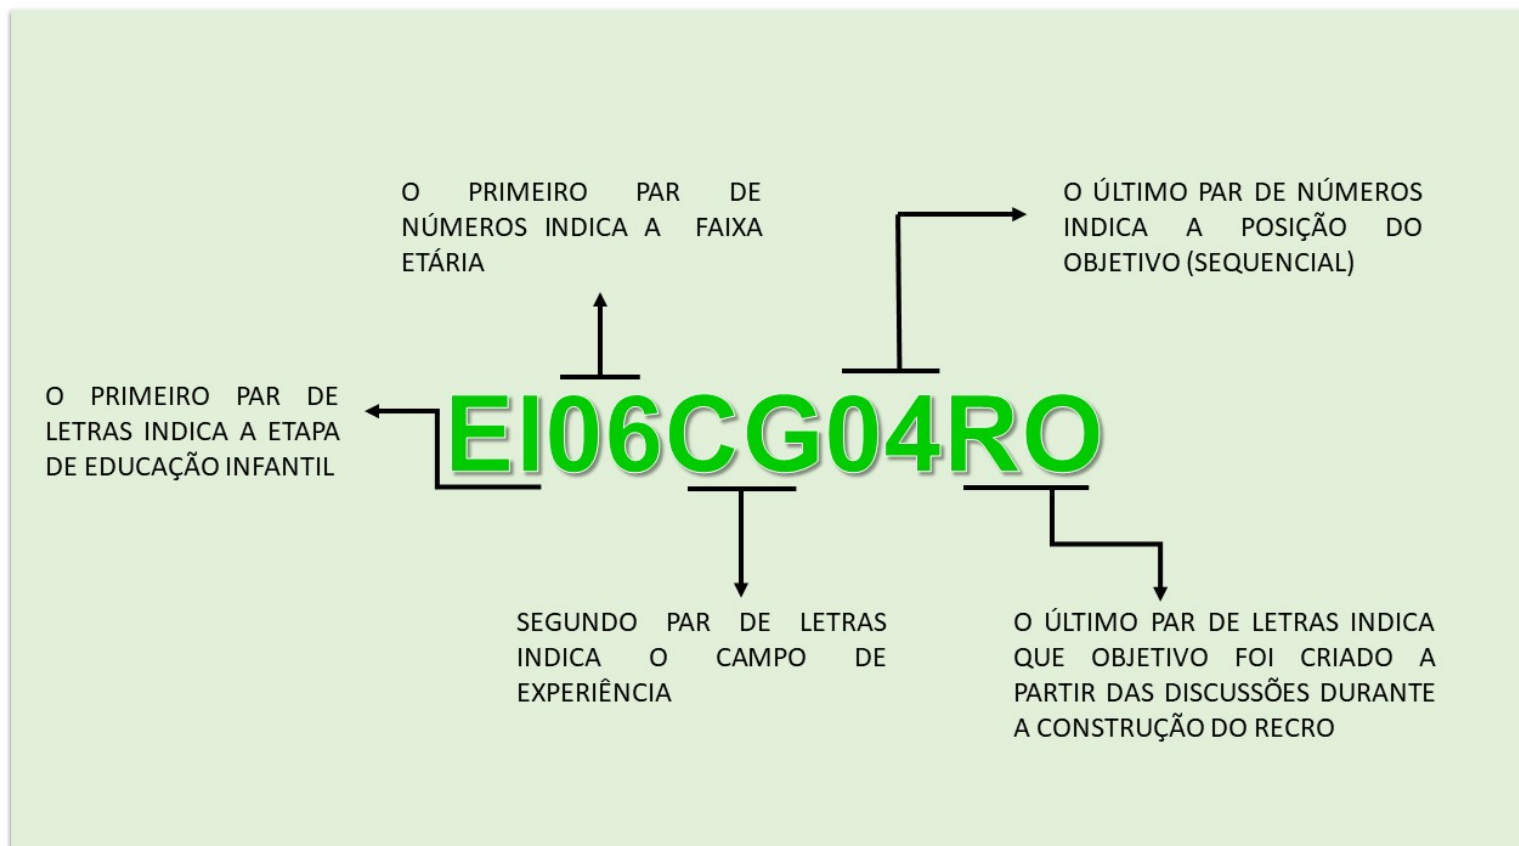 O PRIMEIRO PAR DE
NÚMEROS INDICA A FAIXA
ETÁRIA
O ÚLTIMO PAR DE NÚMEROS
INDICA A POSIÇÃO DO
OBJETIVO (SEQUENCIAL)
O PRIMEIRO PAR DE
LETRAS INDICA A ETAPA
DE EDUCAÇÃO INFANTIL
EI06CG04RO
SEGUNDO PAR DE LETRAS
INDICA O CAMPO DE
EXPERIÊNCIA
O ÚLTIMO PAR DE LETRAS INDICA
QUE OBJETIVO FOI CRIADO A
PARTIR DAS DISCUSSÕES DURANTE
A CONSTRUÇÃO DO RECRO